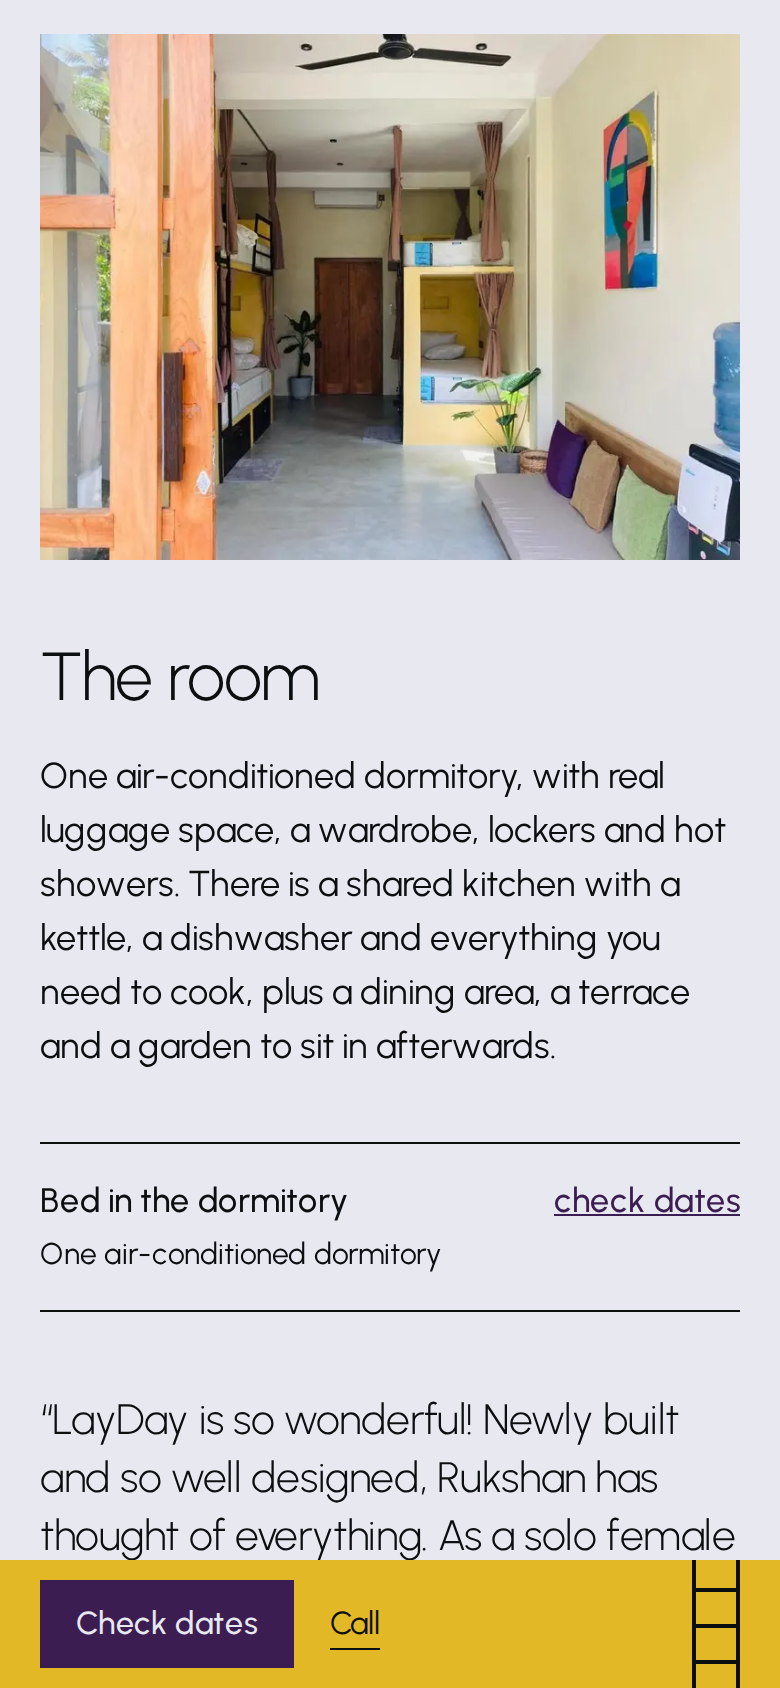 The room
One air-conditioned dormitory, with real
luggage space, a wardrobe, lockers and hot
showers. There is a shared kitchen with a
kettle, a dishwasher and everything you
need to cook, plus a dining area, a terrace
and a garden to sit in afterwards.
Bed in the dormitory
check dates
One air-conditioned dormitory
“LayDay is so wonderful! Newly built
and so well designed, Rukshan has
thought of everything. As a solo female
Check dates
Call